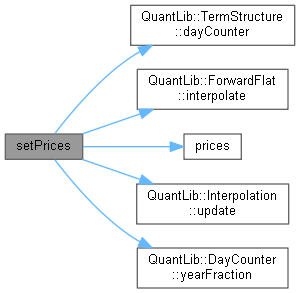 QuantLib::TermStructure
::dayCounter
QuantLib::ForwardFlat
::interpolate
setPrices
prices
QuantLib::Interpolation
::update
QuantLib::DayCounter
::yearFraction